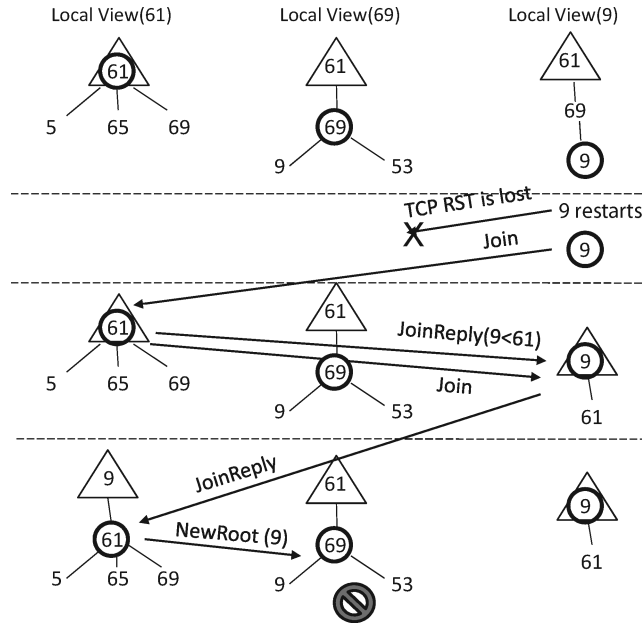 Local View(61) Local View(69) Local View(9)
61 61 61
69
5 65 69 69 9
9 53
TCP RST is lost 9 restarts
X
Join 9
61 61
JoinReply(9<61) 9
5 65 69 69
Join
9 53 61
JoinReply
9 61 9
NewRoot (9)
61 69
61
5 65 69 9 53